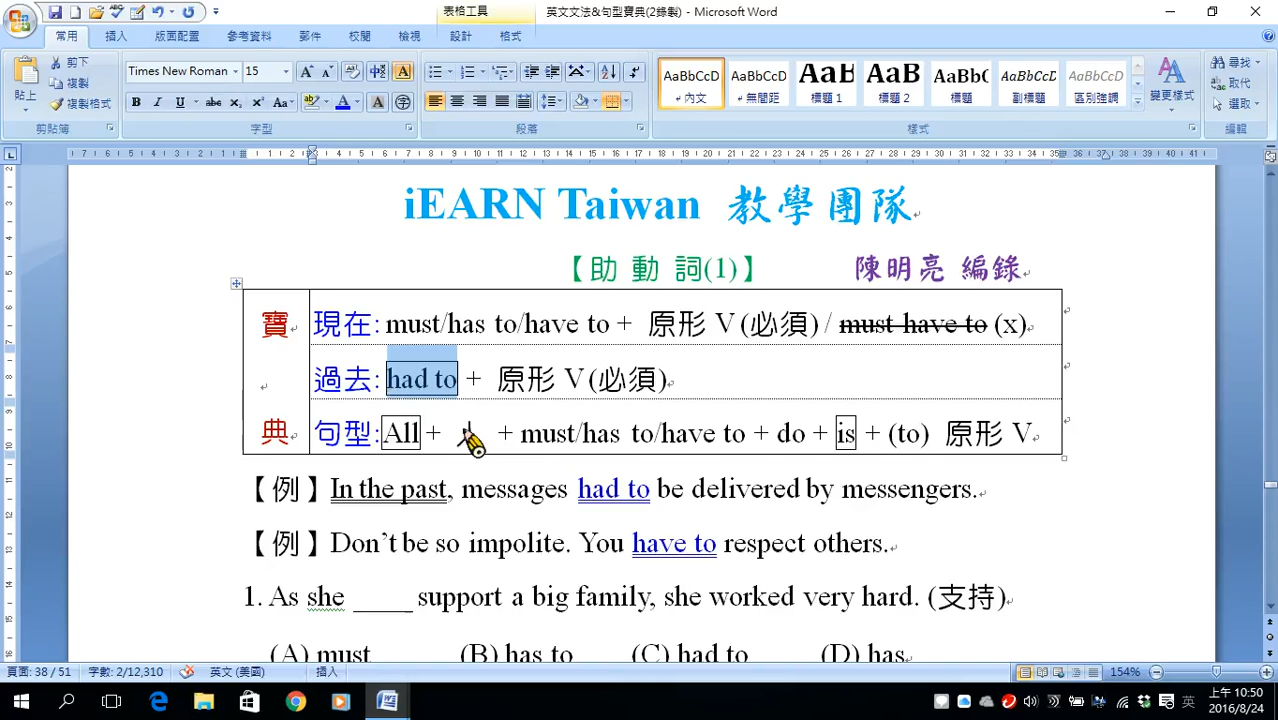 表格工具
英文文法&句型寶典(2錄製) - Microsoft Word
常用 插入 版面配置 參考資料 郵件 校閱 檢視 設計 格式
貼上 剪下 複製 複製格式 剪貼簿
Times New Roman 15
字型
段落
AaBbCcD 內文 AaBbCcD 無間距 AaB 標題 1 AaB 標題 2 AaBb( 標題 AaBbCcL 副標題 AaBbCcD 區別強調
變更樣式
樣式
尋找 取代 選取 編輯
iEARN Taiwan 教學團隊
【助 動 詞(1)】 陳明亮 編錄
寶 現在: must/has to/have to + 原形 V (必須) / must have to (x)
過去: had to + 原形 V (必須)
典 句型: All + + must/has to/have to + do + is + (to) 原形 V
【例】In the past, messages had to be delivered by messengers.
【例】Don't be so impolite. You have to respect others.
1. As she ____ support a big family, she worked very hard. (支持)
(A) must (B) has to (C) had to (D) has
頁面: 38 / 51 字數: 2/12,310 英文 (美國) 插入 154%
英 上午 10:50
2016/8/24